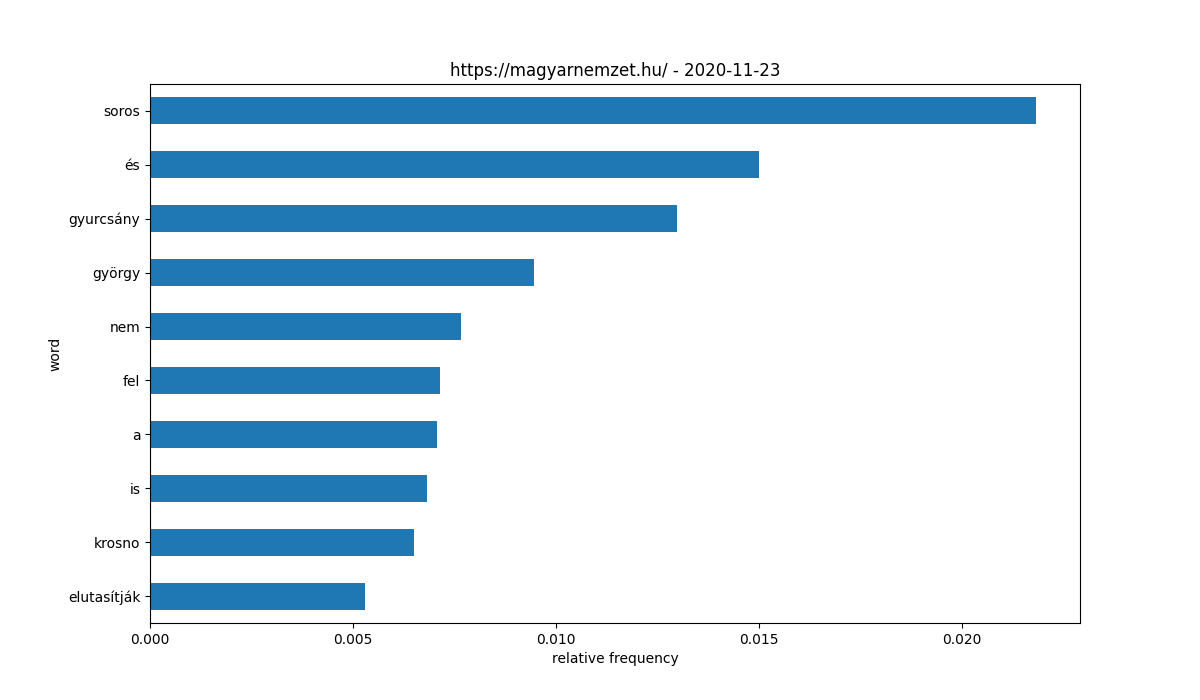 https://magyarnemzet.hu/ - 2020-11-23
soros
és
gyurcsány
györgy
nem
fel
a
is
krosno
elutasítják
word
0.000 0.005 0.010 0.015 0.020
relative frequency